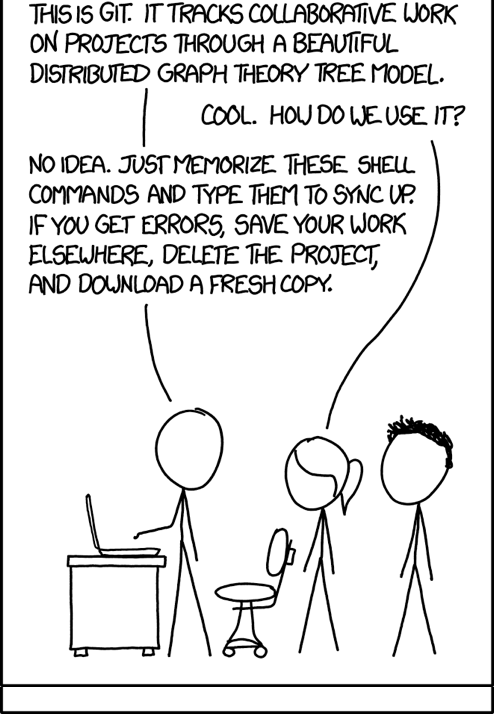 THIS IS GIT. IT TRACKS COLLABORATIVE WORK
ON PROJECTS THROUGH A BEAUTIFUL
DISTRIBUTED GRAPH THEORY TREE MODEL.
COOL. HOW DO WE USE IT?
NO IDEA. JUST MEMORIZE THESE SHELL
COMMANDS AND TYPE THEM TO SYNC UP.
IF YOU GET ERRORS, SAVE YOUR WORK
ELSEWHERE, DELETE THE PROJECT,
AND DOWNLOAD A FRESH COPY.